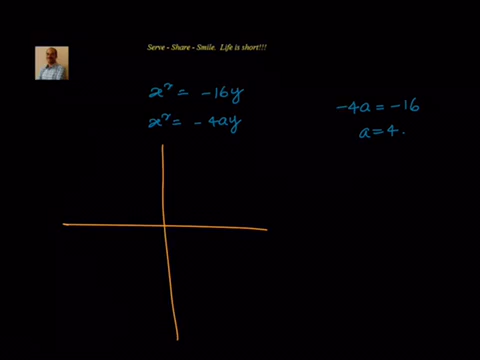 Serve - Share - Smile. Life is short!!!
x² = -16y
x² = -4ay
-4a = -16
a = 4.